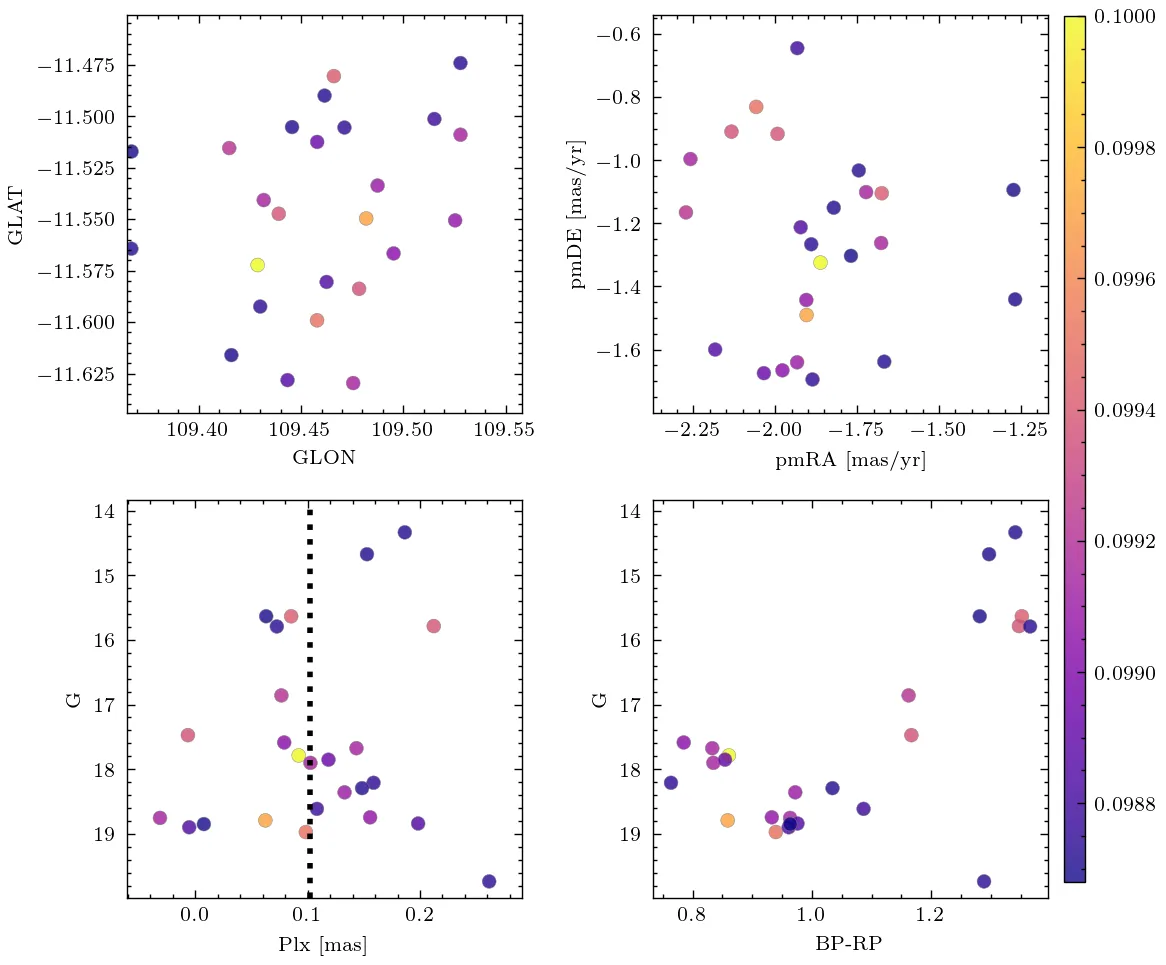 −11.475
−11.500
−11.525
−11.550
−11.575
−11.600
−11.625
GLAT
109.40 109.45 109.50 109.55
GLON
−0.6
−0.8
−1.0
−1.2
−1.4
−1.6
pmDE [mas/yr]
−2.25 −2.00 −1.75 −1.50 −1.25
pmRA [mas/yr]
14
15
16
17
18
19
G
0.0 0.1 0.2
Plx [mas]
14
15
16
17
18
19
G
0.8 1.0 1.2
BP-RP
0.1000
0.0998
0.0996
0.0994
0.0992
0.0990
0.0988